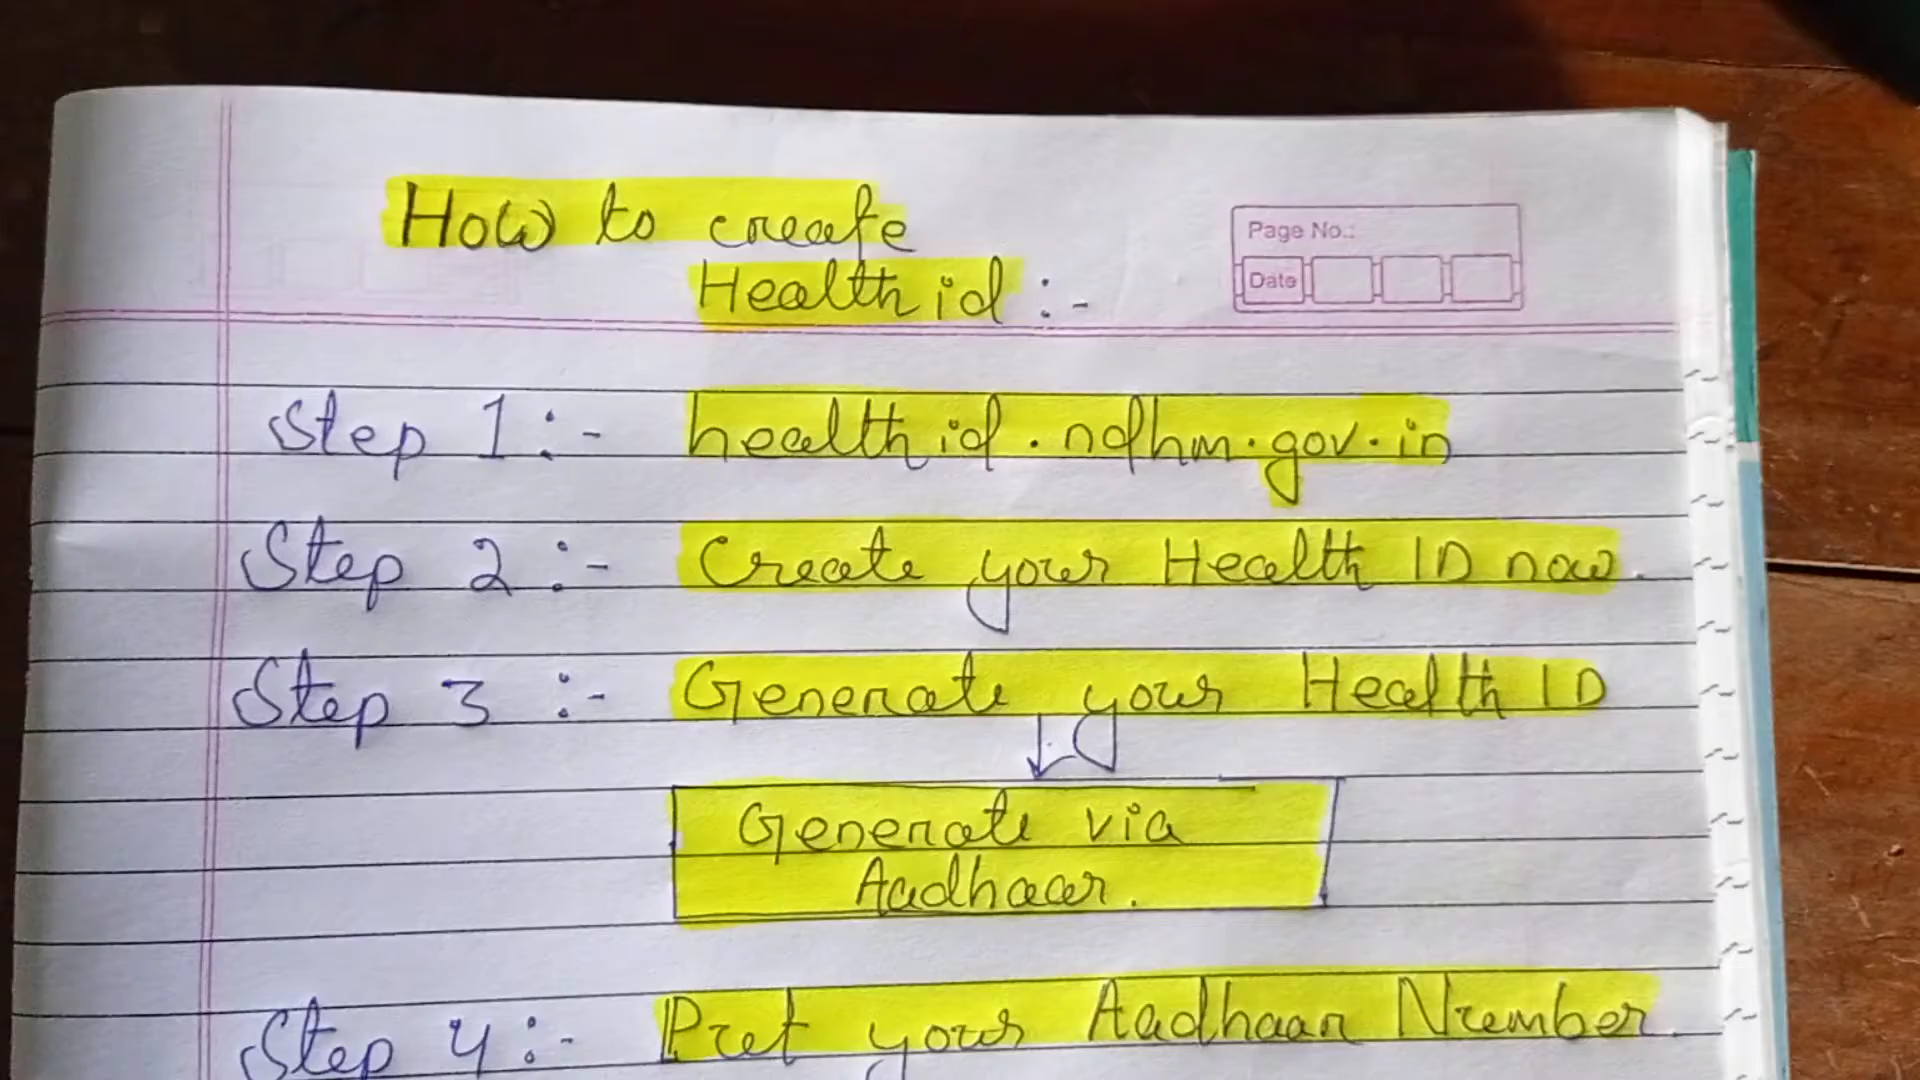 How to create
Health id :-
Page No.:
Date
Step 1 :- healthid.ndhm.gov.in
Step 2 :- Create your Health ID now.
Step 3 :- Generate your Health ID
Generate via
Aadhaar.
Step 4 :- Put your Aadhaar Number.